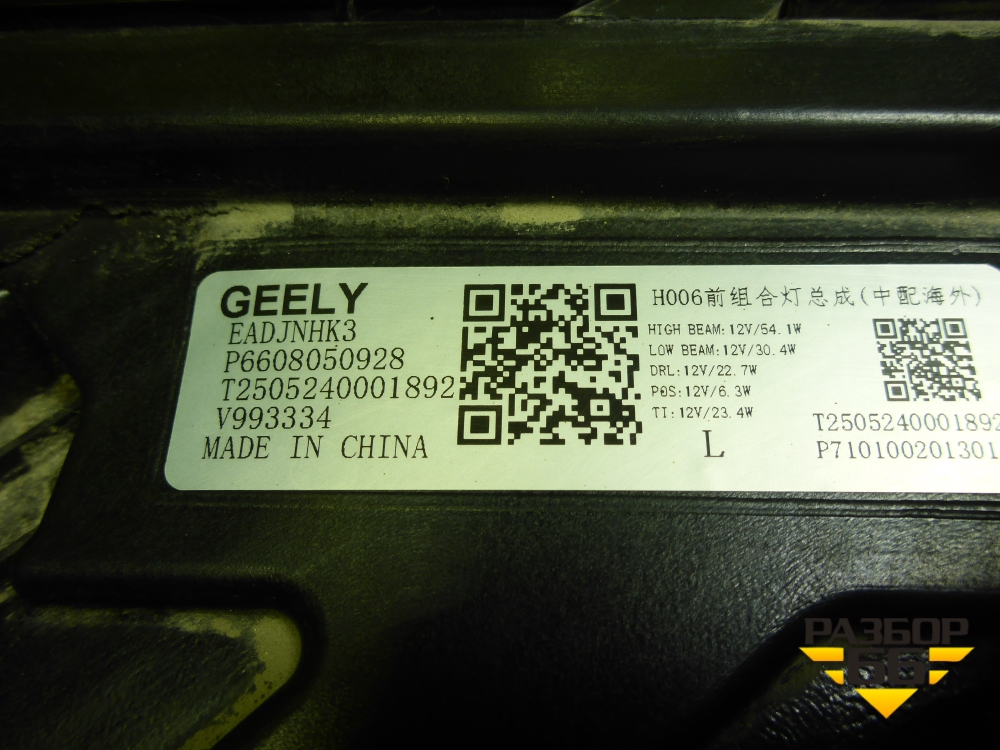 GEELY
EADJNHK3
P6608050928
T2505240001892
V993334
MADE IN CHINA
H006前组合灯总成(中配海外)
HIGH BEAM:12V/54.1W
LOW BEAM:12V/30.4W
DRL:12V/22.7W
POS:12V/6.3W
TI:12V/23.4W
L
T2505240001892
P710100201301
РАЗБОР
66